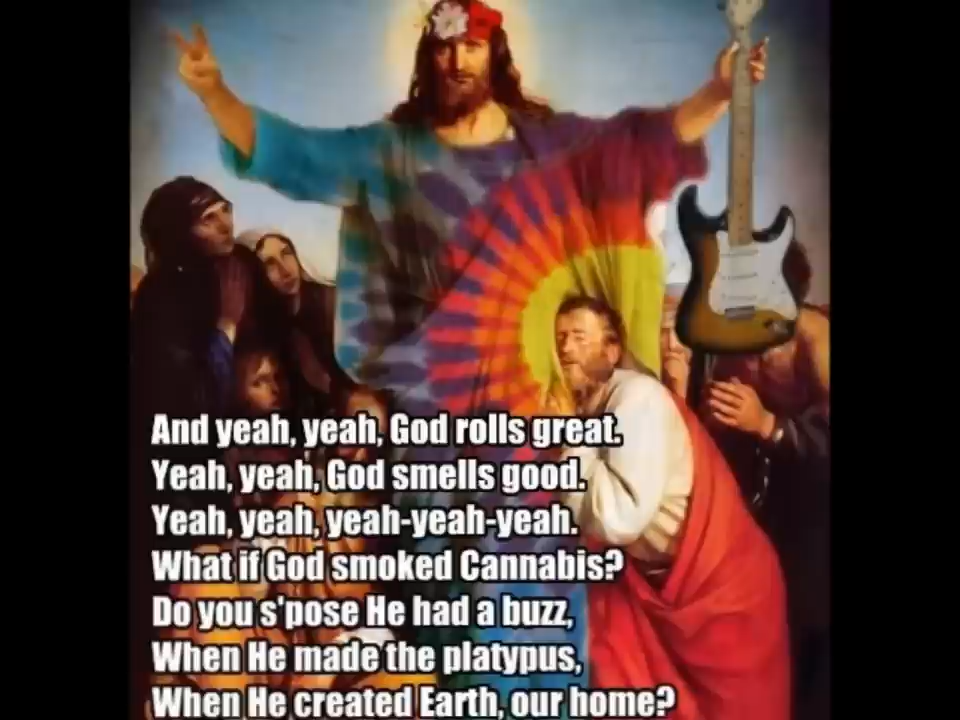 And yeah, yeah, God rolls great.
Yeah, yeah, God smells good.
Yeah, yeah, yeah-yeah-yeah.
What if God smoked Cannabis?
Do you s'pose He had a buzz,
When He made the platypus,
When He created Earth, our home?